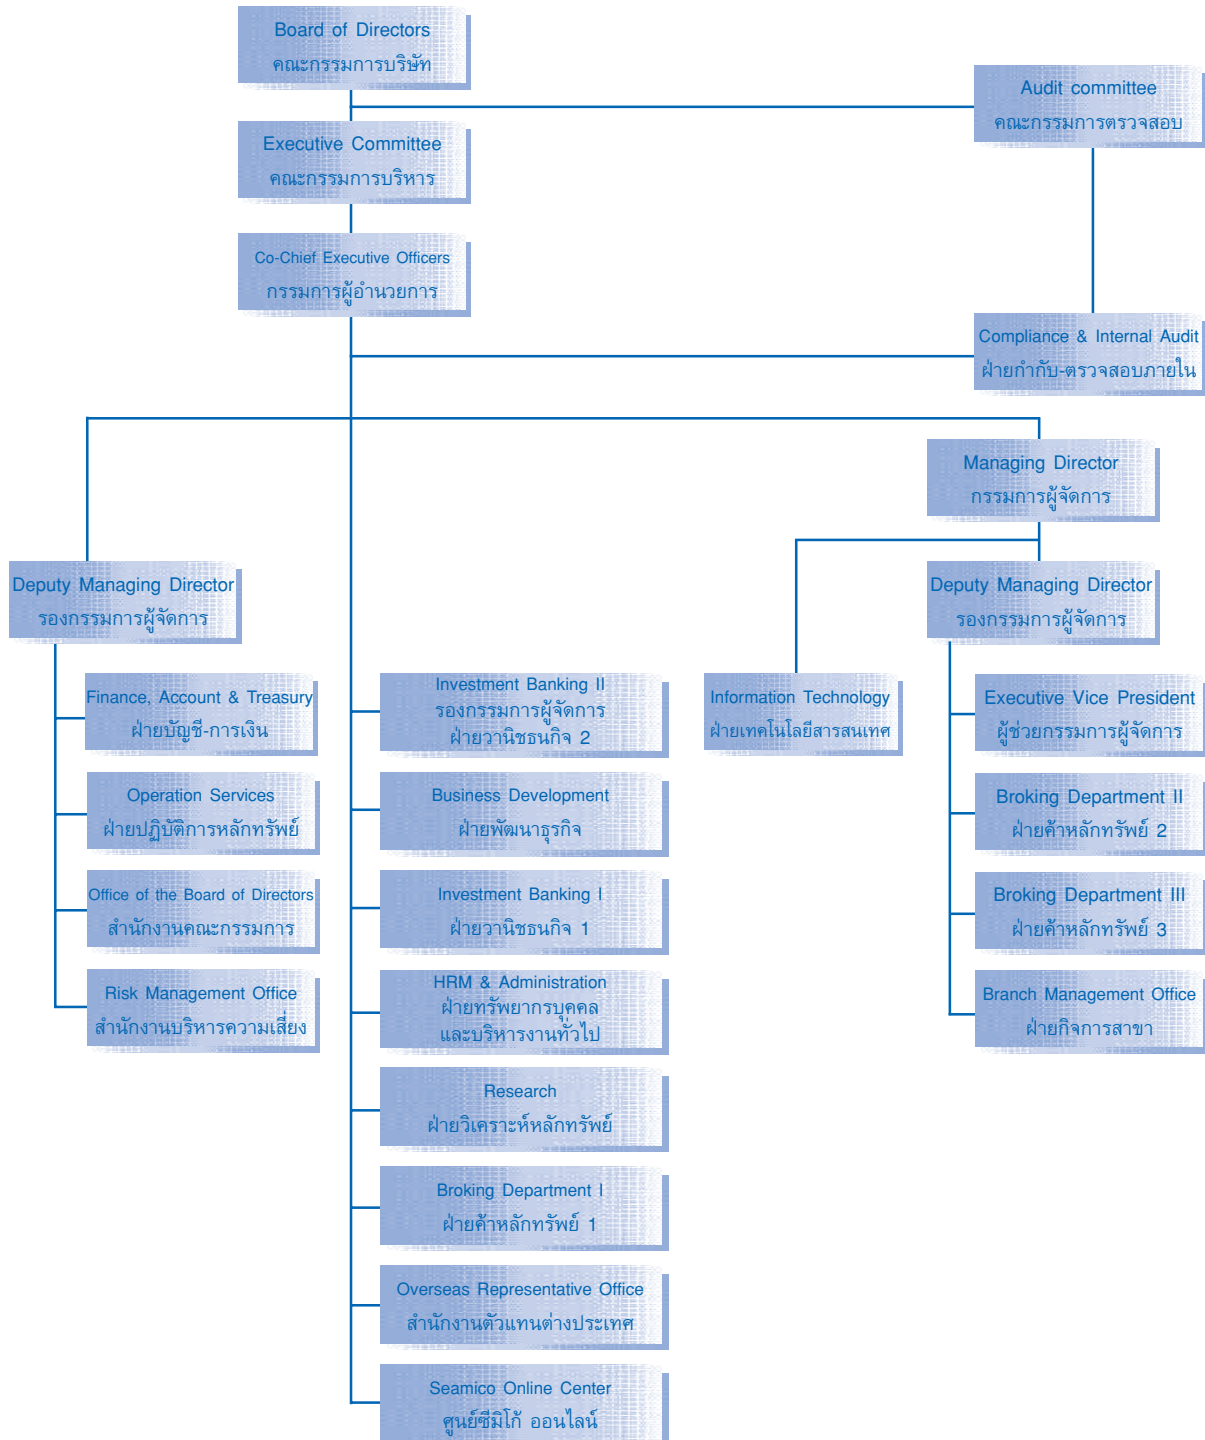 Board of Directors
คณะกรรมการบริษัท
Audit committee
คณะกรรมการตรวจสอบ
Executive Committee
คณะกรรมการบริหาร
Co-Chief Executive Officers
กรรมการผู้อำนวยการ
Compliance & Internal Audit
ฝ่ายกำกับ-ตรวจสอบภายใน
Managing Director
กรรมการผู้จัดการ
Deputy Managing Director
รองกรรมการผู้จัดการ
Deputy Managing Director
รองกรรมการผู้จัดการ
Finance, Account & Treasury
ฝ่ายบัญชี-การเงิน
Operation Services
ฝ่ายปฏิบัติการหลักทรัพย์
Office of the Board of Directors
สำนักงานคณะกรรมการ
Risk Management Office
สำนักงานบริหารความเสี่ยง
Investment Banking II
รองกรรมการผู้จัดการ
ฝ่ายวานิชธนกิจ 2
Business Development
ฝ่ายพัฒนาธุรกิจ
Investment Banking I
ฝ่ายวานิชธนกิจ 1
HRM & Administration
ฝ่ายทรัพยากรบุคคล
และบริหารงานทั่วไป
Research
ฝ่ายวิเคราะห์หลักทรัพย์
Broking Department I
ฝ่ายค้าหลักทรัพย์ 1
Overseas Representative Office
สำนักงานตัวแทนต่างประเทศ
Seamico Online Center
ศูนย์ซีมิโก้ ออนไลน์
Information Technology
ฝ่ายเทคโนโลยีสารสนเทศ
Executive Vice President
ผู้ช่วยกรรมการผู้จัดการ
Broking Department II
ฝ่ายค้าหลักทรัพย์ 2
Broking Department III
ฝ่ายค้าหลักทรัพย์ 3
Branch Management Office
ฝ่ายกิจการสาขา